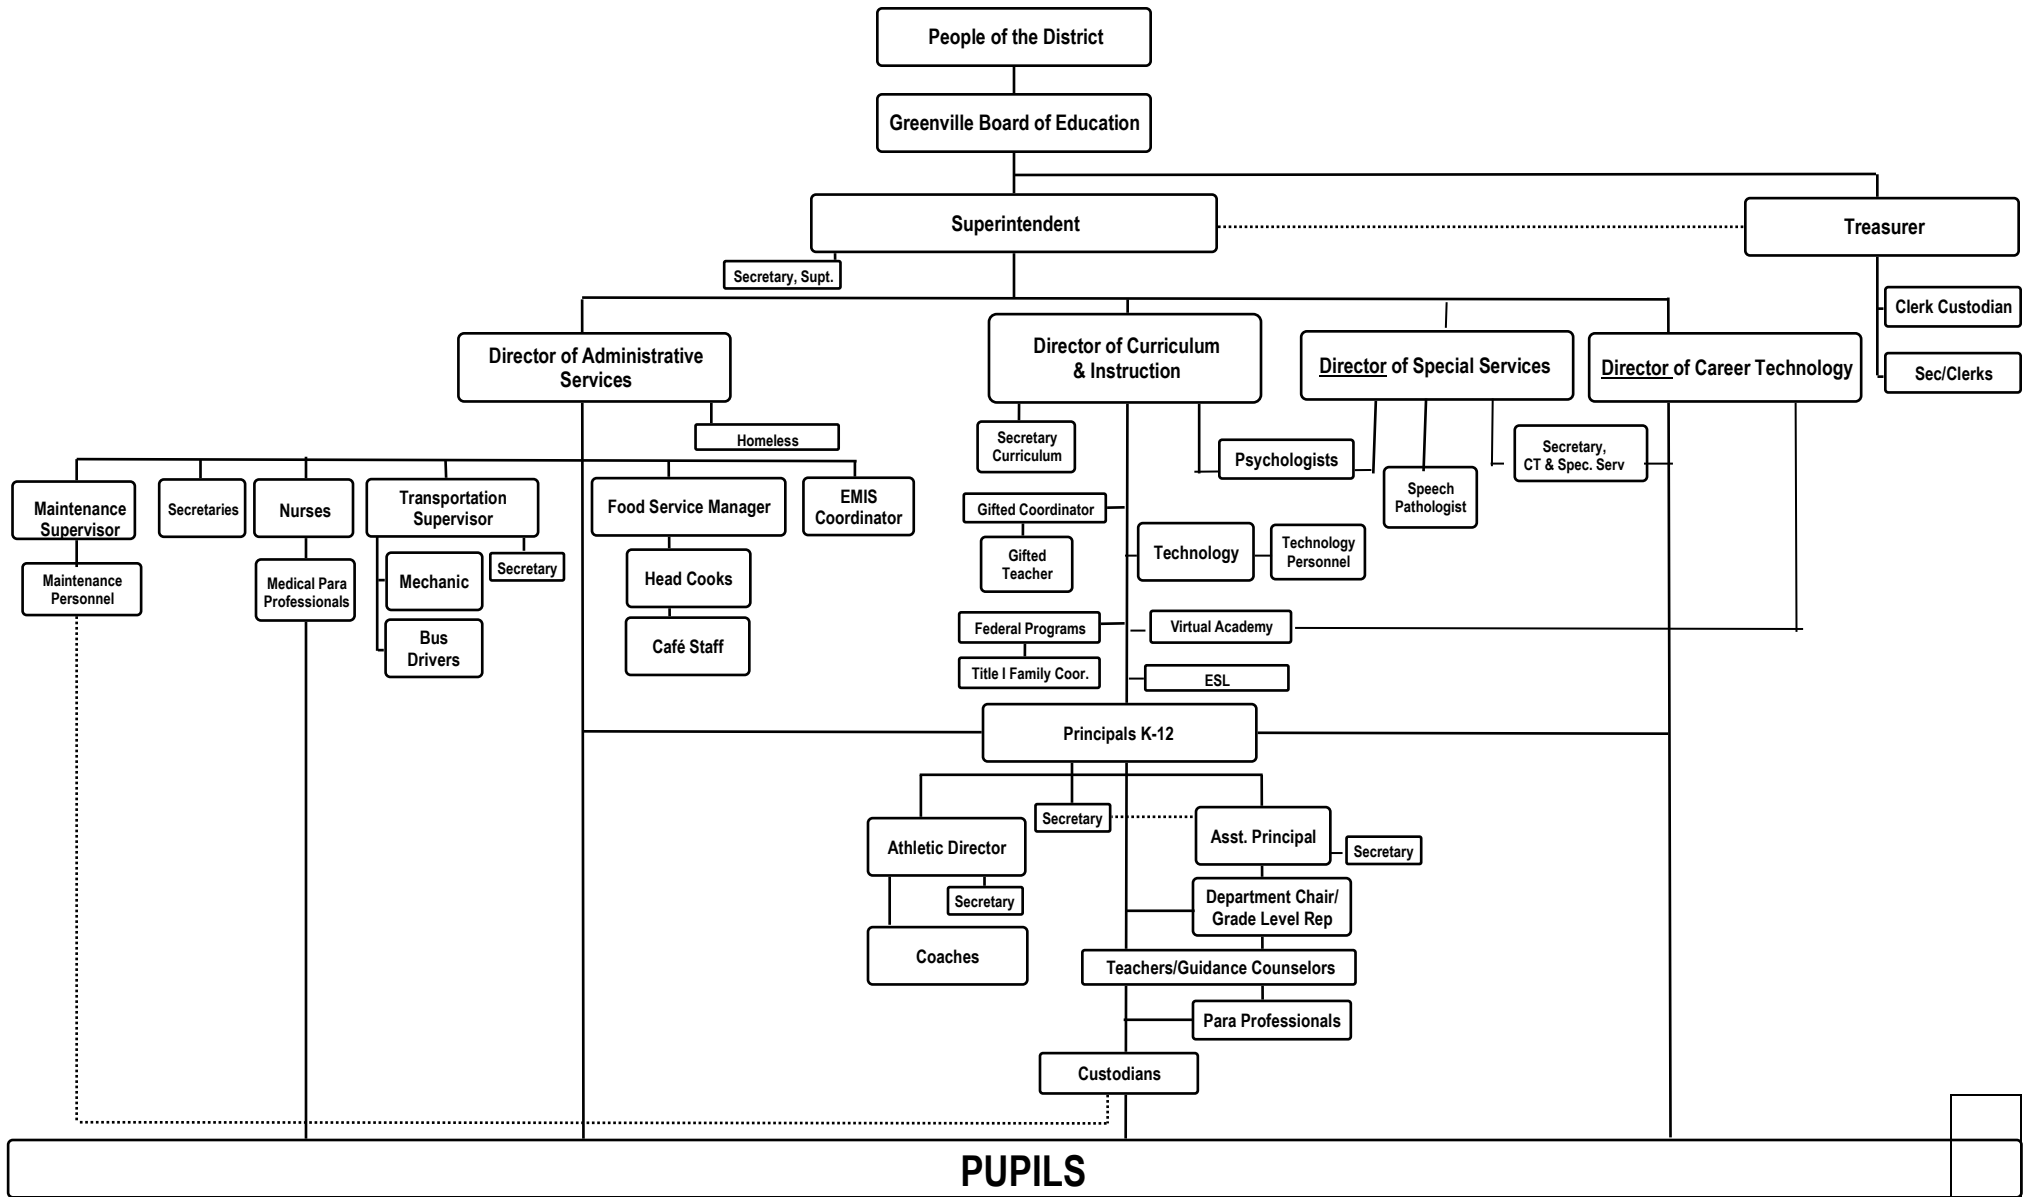 People of the District
Greenville Board of Education
Superintendent
Treasurer
Secretary, Supt.
Clerk Custodian
Sec/Clerks
Director of Administrative
Services
Director of Curriculum
& Instruction
Director of Special Services
Director of Career Technology
Homeless
Secretary
Curriculum
Psychologists
Speech
Pathologist
Secretary,
CT & Spec. Serv
Maintenance
Supervisor
Secretaries
Nurses
Transportation
Supervisor
Food Service Manager
EMIS
Coordinator
Gifted Coordinator
Gifted
Teacher
Technology
Technology
Personnel
Maintenance
Personnel
Medical Para
Professionals
Mechanic
Secretary
Bus
Drivers
Head Cooks
Café Staff
Federal Programs
Virtual Academy
Title I Family Coor.
ESL
Principals K-12
Secretary
Athletic Director
Asst. Principal
Secretary
Secretary
Department Chair/
Grade Level Rep
Coaches
Teachers/Guidance Counselors
Para Professionals
Custodians
PUPILS